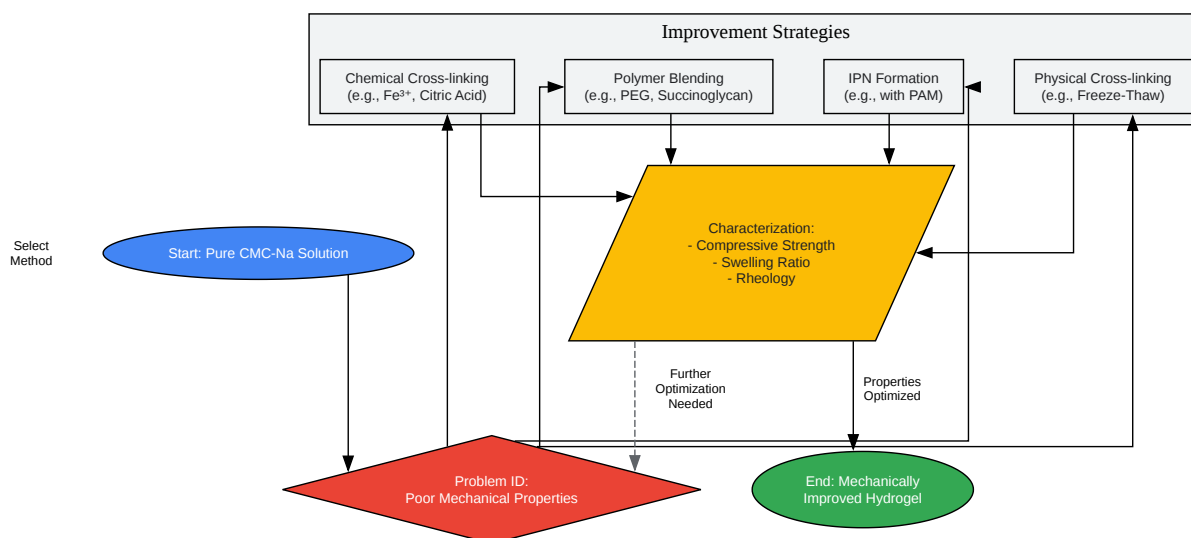 Improvement Strategies
Chemical Cross-linking
(e.g., Fe³⁺, Citric Acid)
Polymer Blending
(e.g., PEG, Succinoglycan)
IPN Formation
(e.g., with PAM)
Physical Cross-linking
(e.g., Freeze-Thaw)
Select
Method
Start: Pure CMC-Na Solution
Characterization:
- Compressive Strength
- Swelling Ratio
- Rheology
Further
Optimization
Needed
Properties
Optimized
Problem ID:
Poor Mechanical Properties
End: Mechanically
Improved Hydrogel